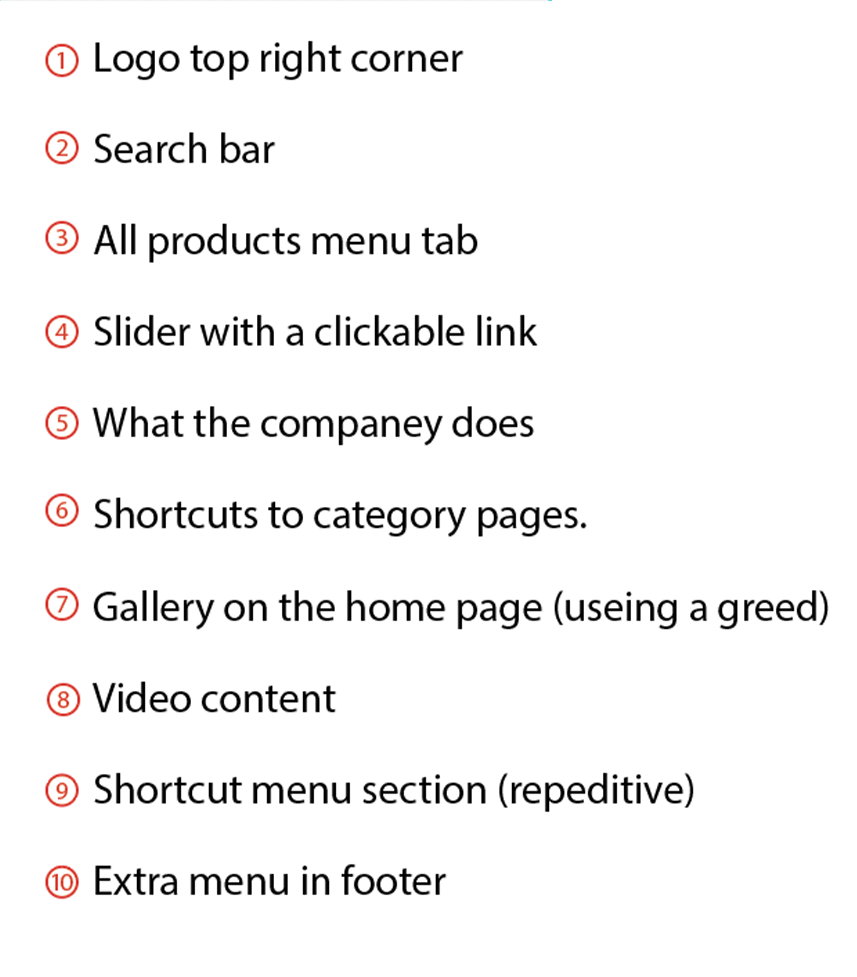 ① Logo top right corner
② Search bar
③ All products menu tab
④ Slider with a clickable link
⑤ What the companey does
⑥ Shortcuts to category pages.
⑦ Gallery on the home page (useing a greed)
⑧ Video content
⑨ Shortcut menu section (repeditive)
⑩ Extra menu in footer